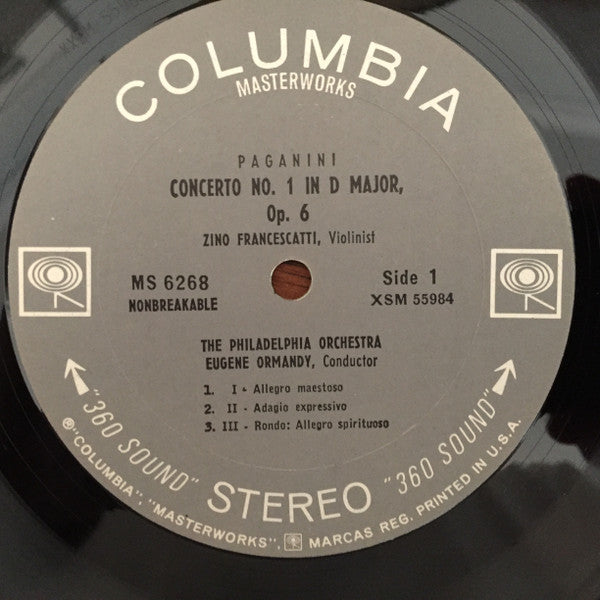 COLUMBIA
MASTERWORKS
PAGANINI
CONCERTO NO. 1 IN D MAJOR,
Op. 6
ZINO FRANCESCATTI, Violinist
MS 6268
NONBREAKABLE
Side 1
XSM 55984
THE PHILADELPHIA ORCHESTRA
EUGENE ORMANDY, Conductor
1. I - Allegro maestoso
2. II - Adagio expressivo
3. III - Rondo: Allegro spirituoso
"360 SOUND" STEREO "360 SOUND"
® "COLUMBIA", "MASTERWORKS", MARCAS REG. PRINTED IN U.S.A.